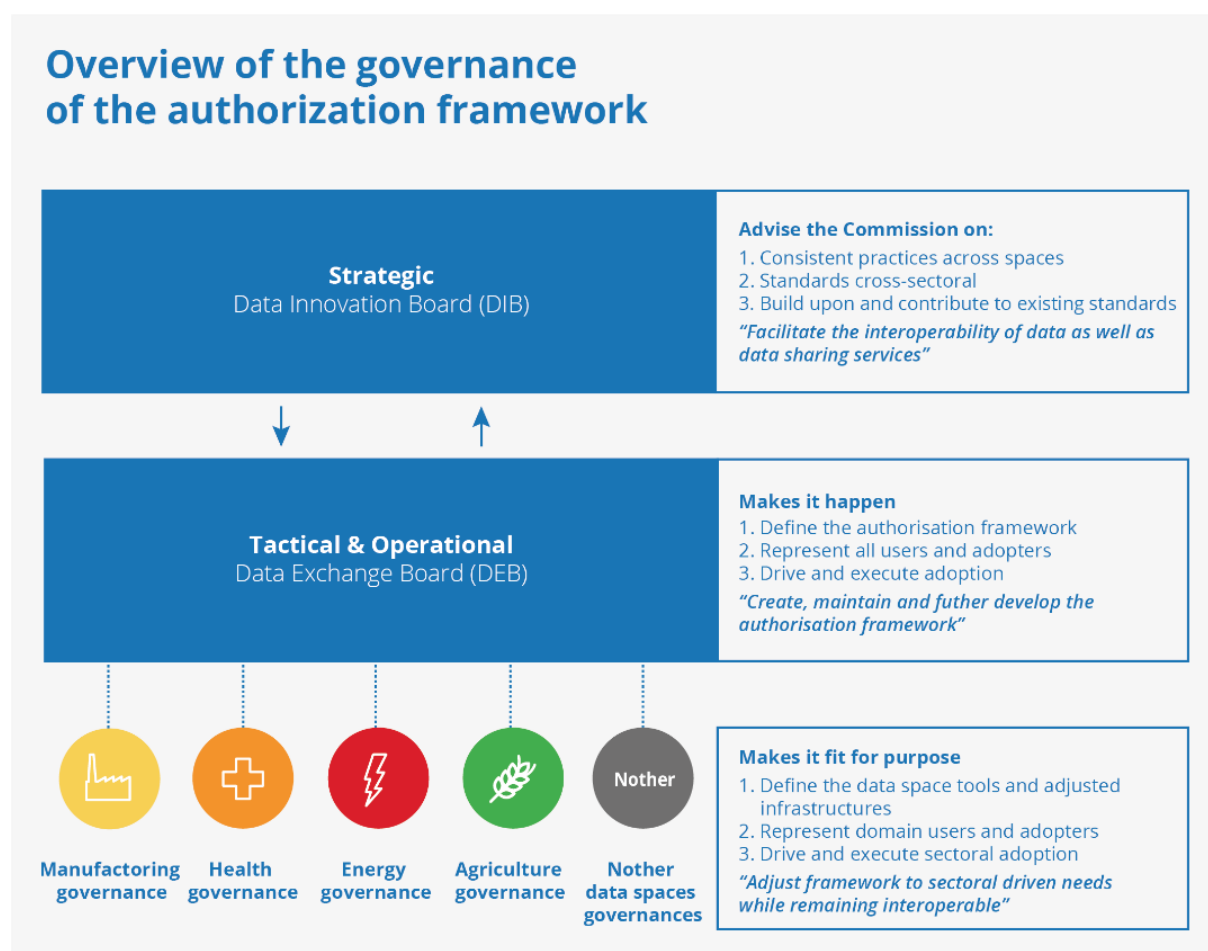 Overview of the governance
of the authorization framework
Strategic
Data Innovation Board (DIB)
Advise the Commission on:
1. Consistent practices across spaces
2. Standards cross-sectoral
3. Build upon and contribute to existing standards
“Facilitate the interoperability of data as well as
data sharing services”
Tactical & Operational
Data Exchange Board (DEB)
Makes it happen
1. Define the authorisation framework
2. Represent all users and adopters
3. Drive and execute adoption
“Create, maintain and futher develop the
authorisation framework”
Nother
Manufactoring
governance
Health
governance
Energy
governance
Agriculture
governance
Nother
data spaces
governances
Makes it fit for purpose
1. Define the data space tools and adjusted
infrastructures
2. Represent domain users and adopters
3. Drive and execute sectoral adoption
“Adjust framework to sectoral driven needs
while remaining interoperable”